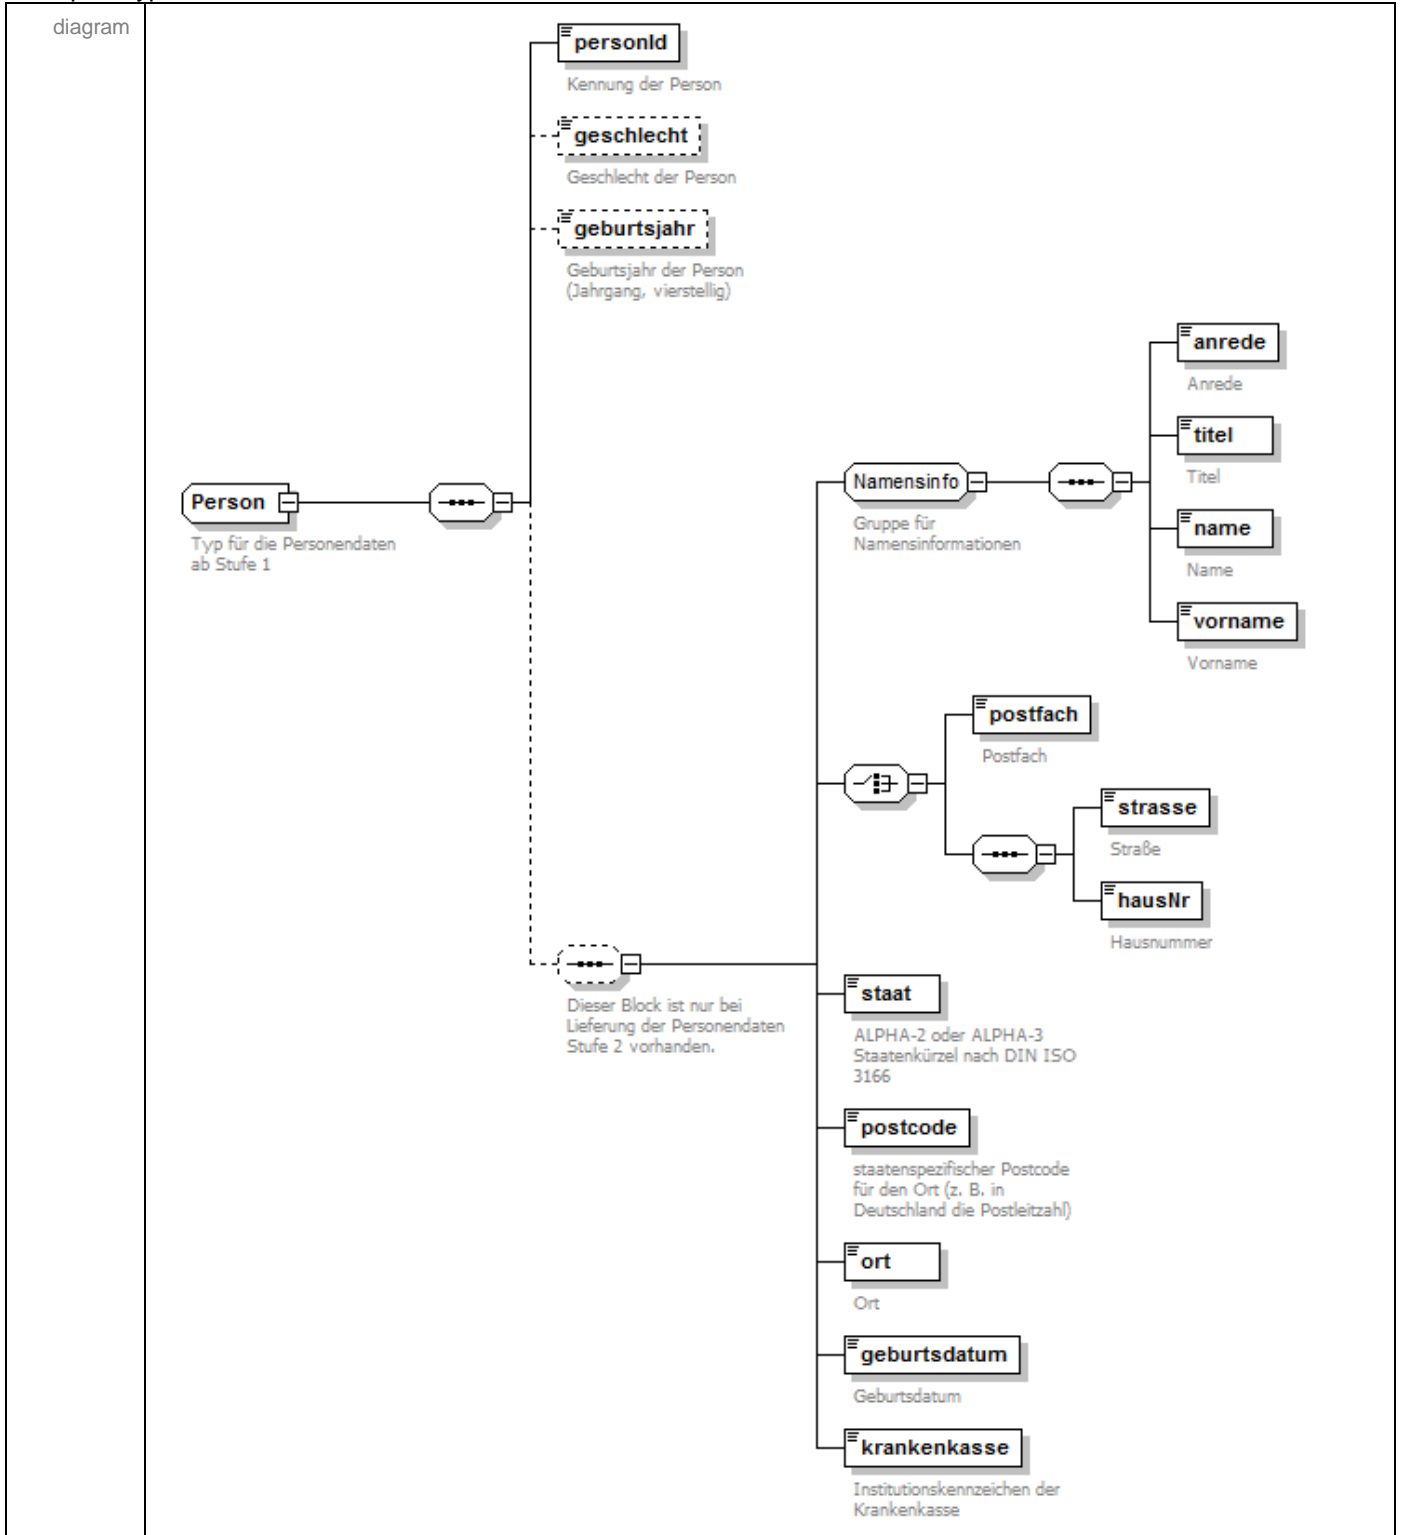 diagram
personId
Kennung der Person
geschlecht
Geschlecht der Person
geburtsjahr
Geburtsjahr der Person
(Jahrgang, vierstellig)
anrede
Anrede
titel
Titel
Namensinfo
Gruppe für
Namensinformationen
name
Name
vorname
Vorname
Person
Typ für die Personendaten
ab Stufe 1
postfach
Postfach
strasse
Straße
hausNr
Hausnummer
Dieser Block ist nur bei
Lieferung der Personendaten
Stufe 2 vorhanden.
staat
ALPHA-2 oder ALPHA-3
Staatenkürzel nach DIN ISO
3166
postcode
staatenspezifischer Postcode
für den Ort (z. B. in
Deutschland die Postleitzahl)
ort
Ort
geburtsdatum
Geburtsdatum
krankenkasse
Institutionskennzeichen der
Krankenkasse